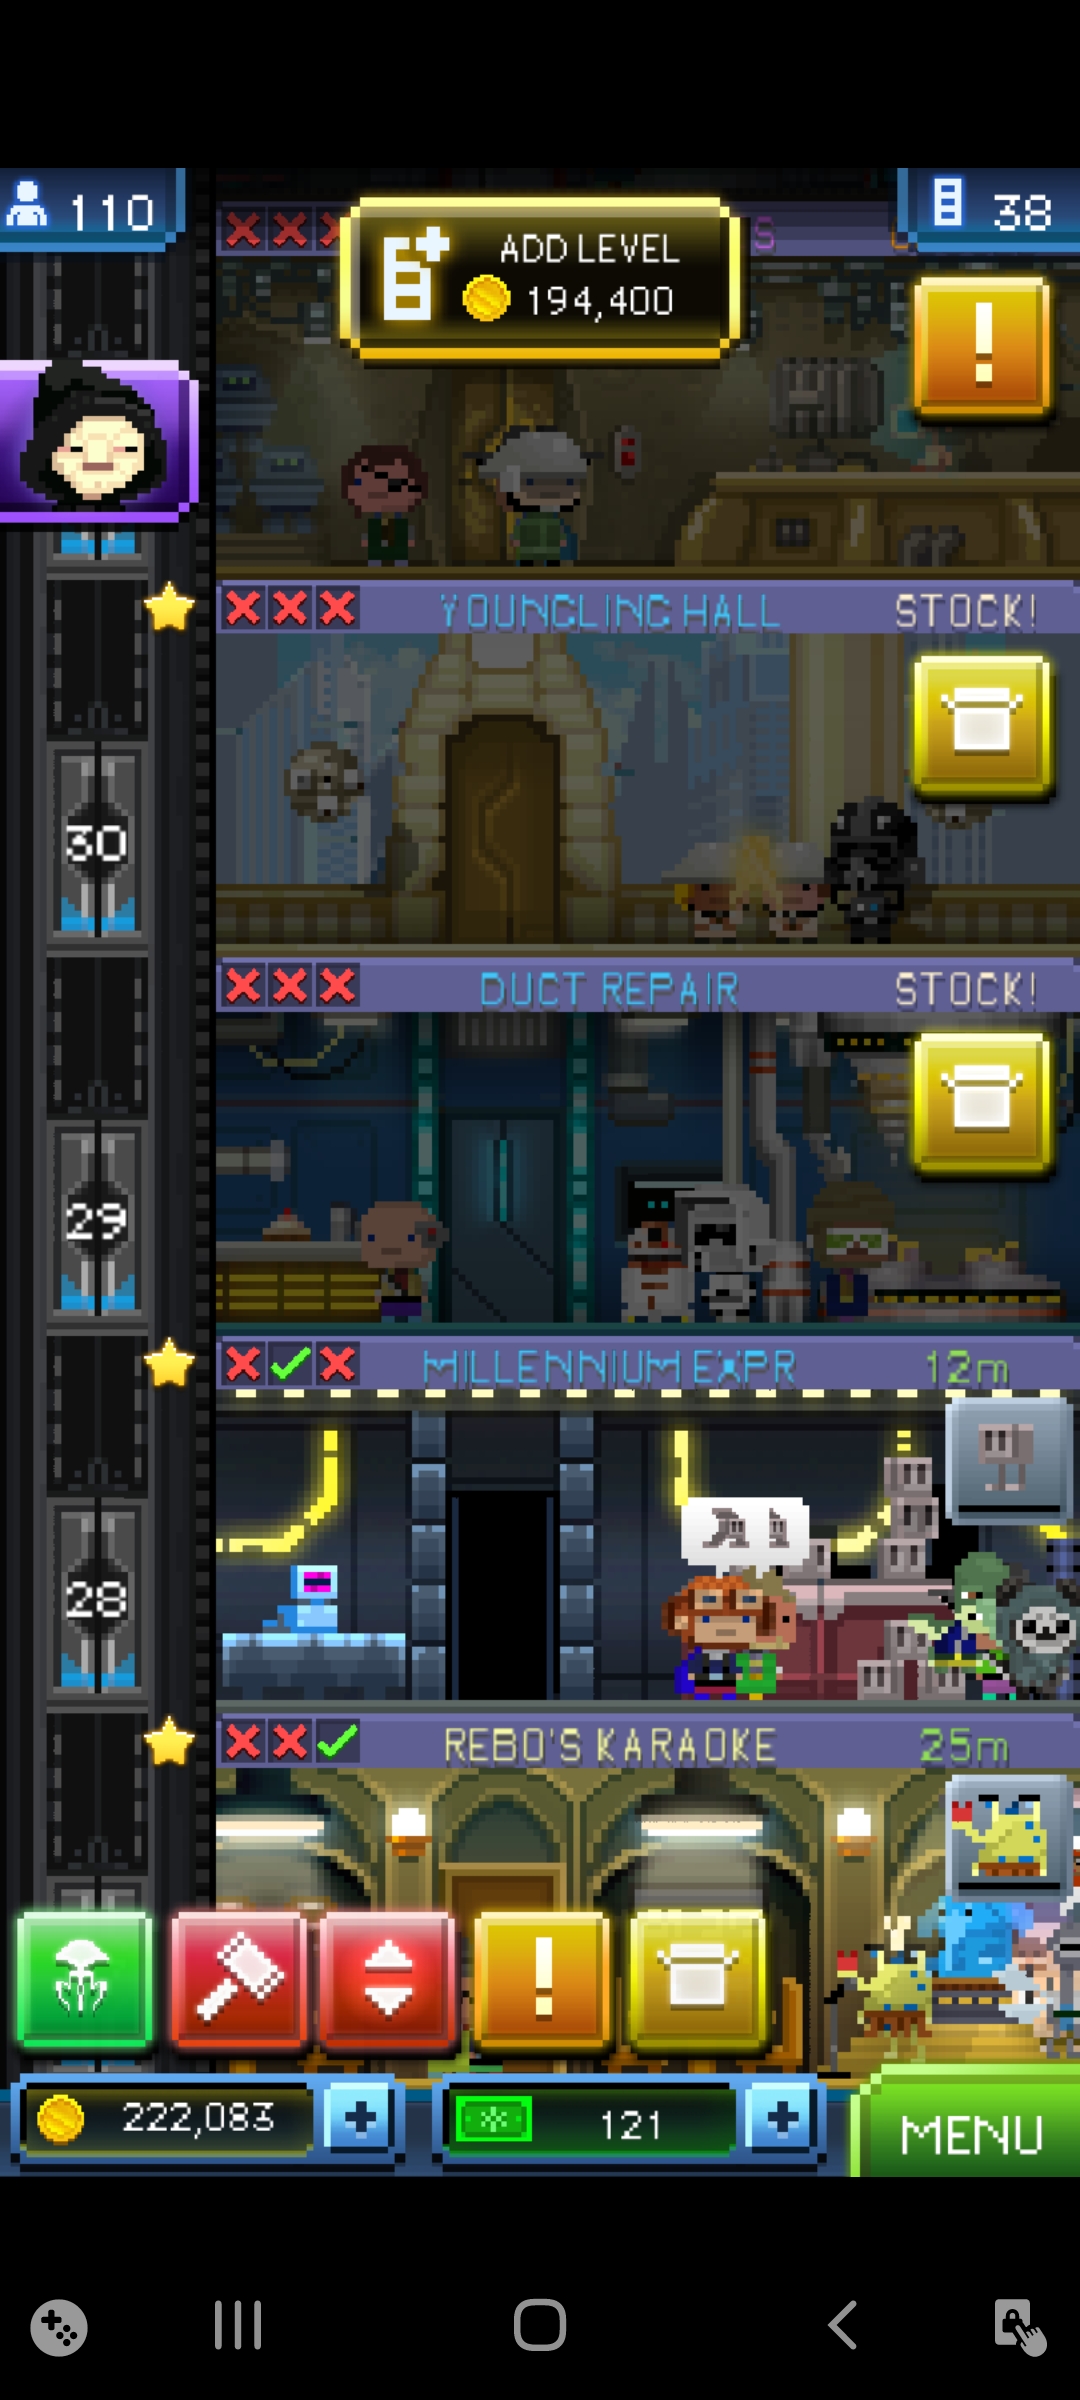 110
38
ADD LEVEL
194,400
S
YOUNGLING HALL
STOCK!
30
DUCT REPAIR
STOCK!
29
MILLENNIUM EXPR
12m
28
REBO'S KARAOKE
25m
222,083
121
MENU